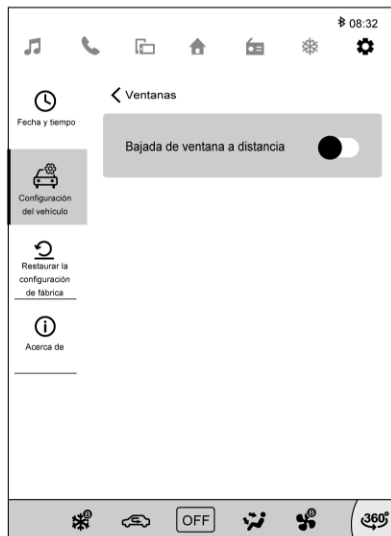 08:32
Fecha y tiempo
Ventanas
Bajada de ventana a distancia
Configuración
del vehículo
Restaurar la
configuración
de fábrica
Acerca de
OFF
360°